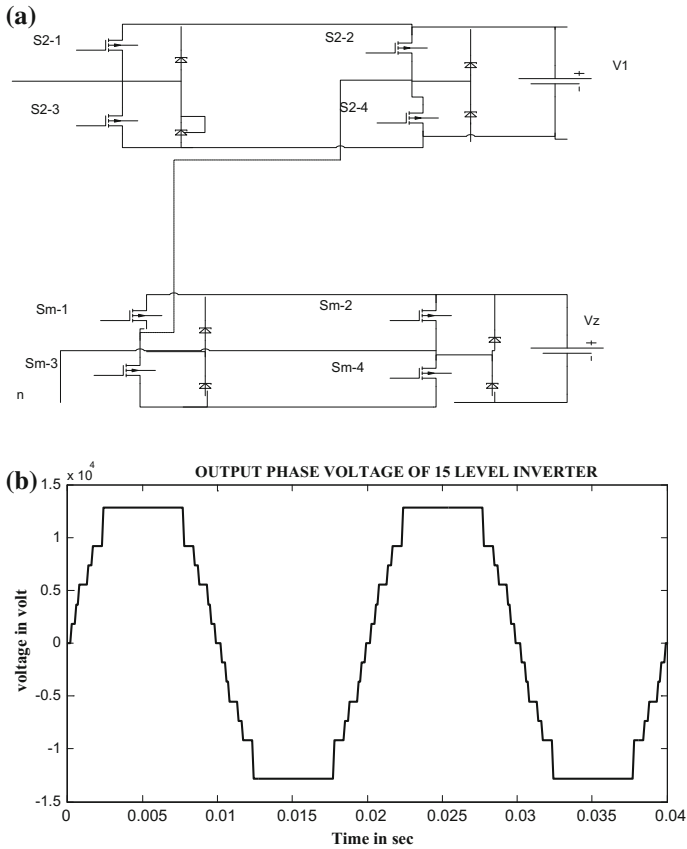 (a)
S2-1
S2-2
V1
+
-
S2-3
S2-4
Sm-1
Sm-2
Vz
+
-
Sm-3
Sm-4
n
(b)
x 10^4
OUTPUT PHASE VOLTAGE OF 15 LEVEL INVERTER
1.5
1
0.5
0
-0.5
-1
-1.5
voltage in volt
0 0.005 0.01 0.015 0.02 0.025 0.03 0.035 0.04
Time in sec